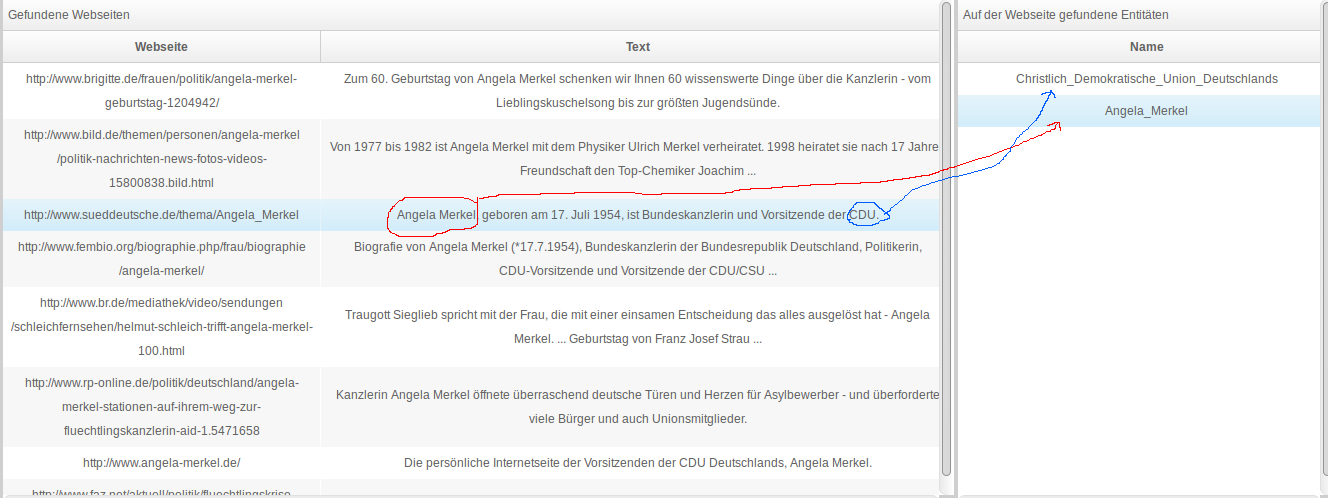 Gefundene Webseiten
Webseite
Text
http://www.brigitte.de/frauen/politik/angela-merkel-
geburtstag-1204942/
Zum 60. Geburtstag von Angela Merkel schenken wir Ihnen 60 wissenswerte Dinge über die Kanzlerin - vom
Lieblingskuschelsong bis zur größten Jugendsünde.
http://www.bild.de/themen/personen/angela-merkel
/politik-nachrichten-news-fotos-videos-
15800838.bild.html
Von 1977 bis 1982 ist Angela Merkel mit dem Physiker Ulrich Merkel verheiratet. 1998 heiratet sie nach 17 Jahre
Freundschaft den Top-Chemiker Joachim ...
http://www.sueddeutsche.de/thema/Angela_Merkel
Angela Merkel, geboren am 17. Juli 1954, ist Bundeskanzlerin und Vorsitzende der CDU.
http://www.fembio.org/biographie.php/frau/biographie
/angela-merkel/
Biografie von Angela Merkel (*17.7.1954), Bundeskanzlerin der Bundesrepublik Deutschland, Politikerin,
CDU-Vorsitzende und Vorsitzende der CDU/CSU ...
http://www.br.de/mediathek/video/sendungen
/schleichfernsehen/helmut-schleich-trifft-angela-merkel-
100.html
Traugott Sieglieb spricht mit der Frau, die mit einer einsamen Entscheidung das alles ausgelöst hat - Angela
Merkel. ... Geburtstag von Franz Josef Strau ...
http://www.rp-online.de/politik/deutschland/angela-
merkel-stationen-auf-ihrem-weg-zur-
fluechtlingskanzlerin-aid-1.5471658
Kanzlerin Angela Merkel öffnete überraschend deutsche Türen und Herzen für Asylbewerber - und überforderte
viele Bürger und auch Unionsmitglieder.
http://www.angela-merkel.de/
Die persönliche Internetseite der Vorsitzenden der CDU Deutschlands, Angela Merkel.
http://www.faz.net/aktuell/politik/fluechtlingskrise
Auf der Webseite gefundene Entitäten
Name
Christlich_Demokratische_Union_Deutschlands
Angela_Merkel